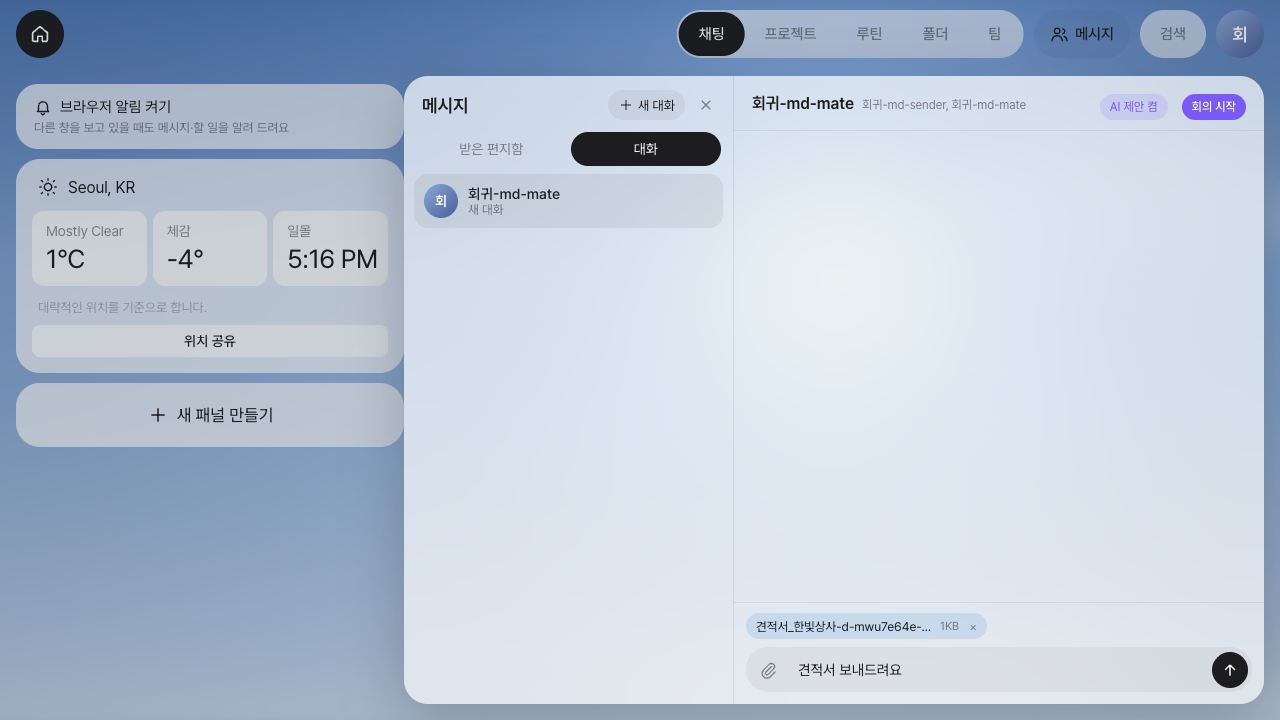 채팅
프로젝트
루틴
폴더
팀
메시지
검색
회
브라우저 알림 켜기
다른 창을 보고 있을 때도 메시지·할 일을 알려 드려요
Seoul, KR
Mostly Clear
1°C
체감
-4°
일몰
5:16 PM
대략적인 위치를 기준으로 합니다.
위치 공유
새 패널 만들기
메시지
새 대화
받은 편지함
대화
회
회귀-md-mate
새 대화
회귀-md-mate 회귀-md-sender, 회귀-md-mate
AI 제안 켬
회의 시작
견적서_한빛상사-d-mwu7e64e-... 1KB ×
견적서 보내드려요